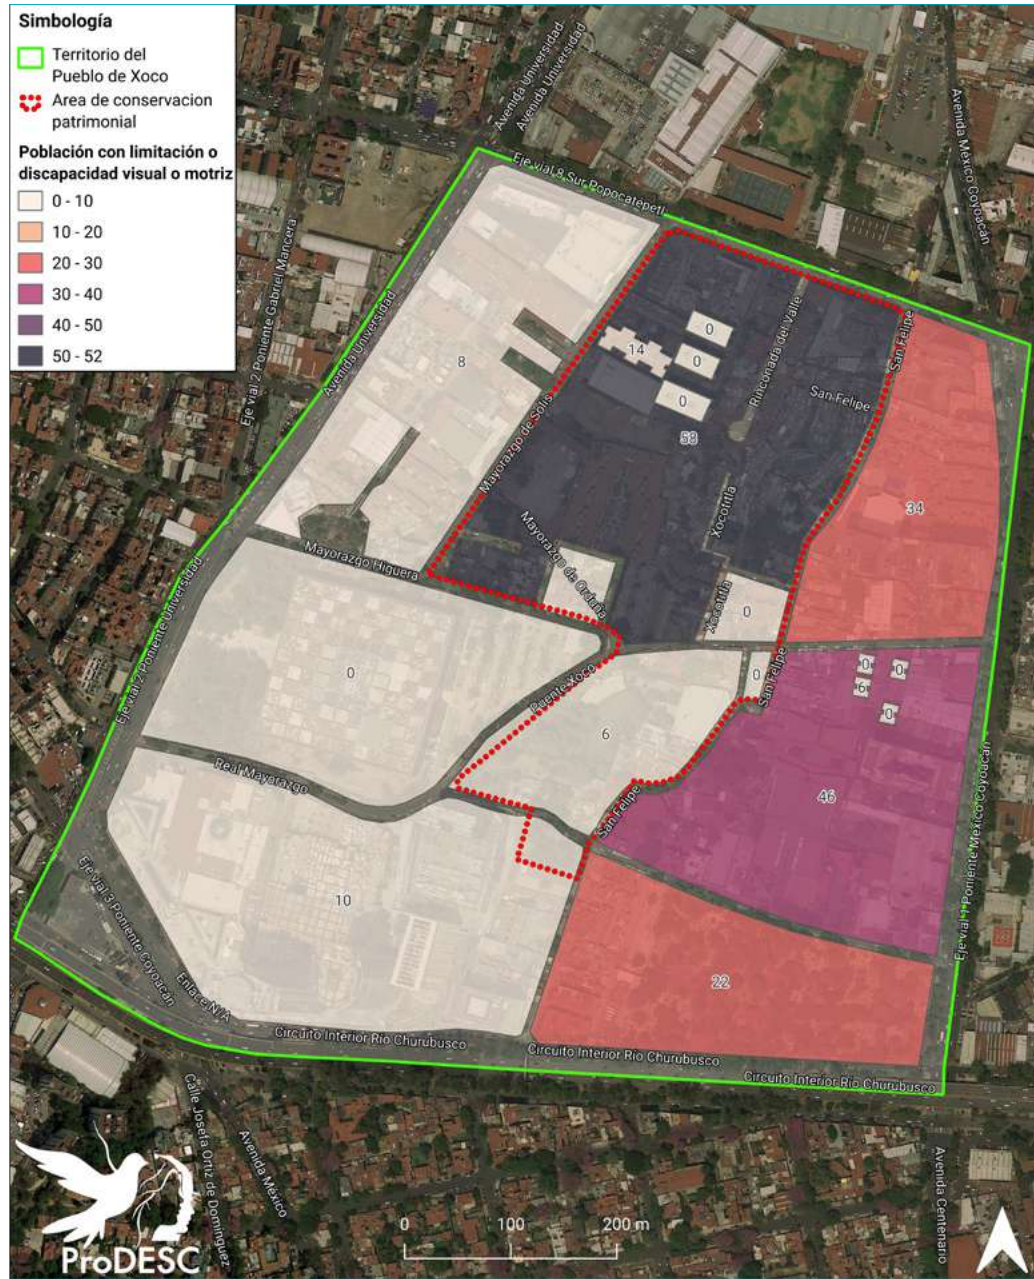 Simbología
Territorio del
Pueblo de Xoco
Area de conservacion
patrimonial
Población con limitación o
discapacidad visual o motriz
0 - 10
10 - 20
20 - 30
30 - 40
40 - 50
50 - 52
Avenida Universidad
Avenida Universidad
Avenida México Coyoacán
Eje vial 8 Sur Popocatépetl
Eje vial 2 Poniente Gabriel Mancera
Avenida Universidad
8
14
0
0
0
58
Rinconada del Valle
San Felipe
San Felipe
Mayorazgo de Solís
Xocotitla
34
Mayorazgo de Orduña
Mayorazgo Higuera
Xocotitla
0
Eje vial 2 Poniente Universidad
0
Puente Xoco
0
San Felipe
0
0
6
0
6
46
Real Mayorazgo
San Felipe
Eje vial 1 Poniente México Coyoacán
10
22
Eje vial 3 Poniente Coyoacán
Enlace N/A
Circuito Interior Río Churubusco
Circuito Interior Río Churubusco
Circuito Interior Río Churubusco
Calle Josefa Ortiz de Domínguez
Avenida México
Avenida Centenario
0 100 200 m
ProDESC